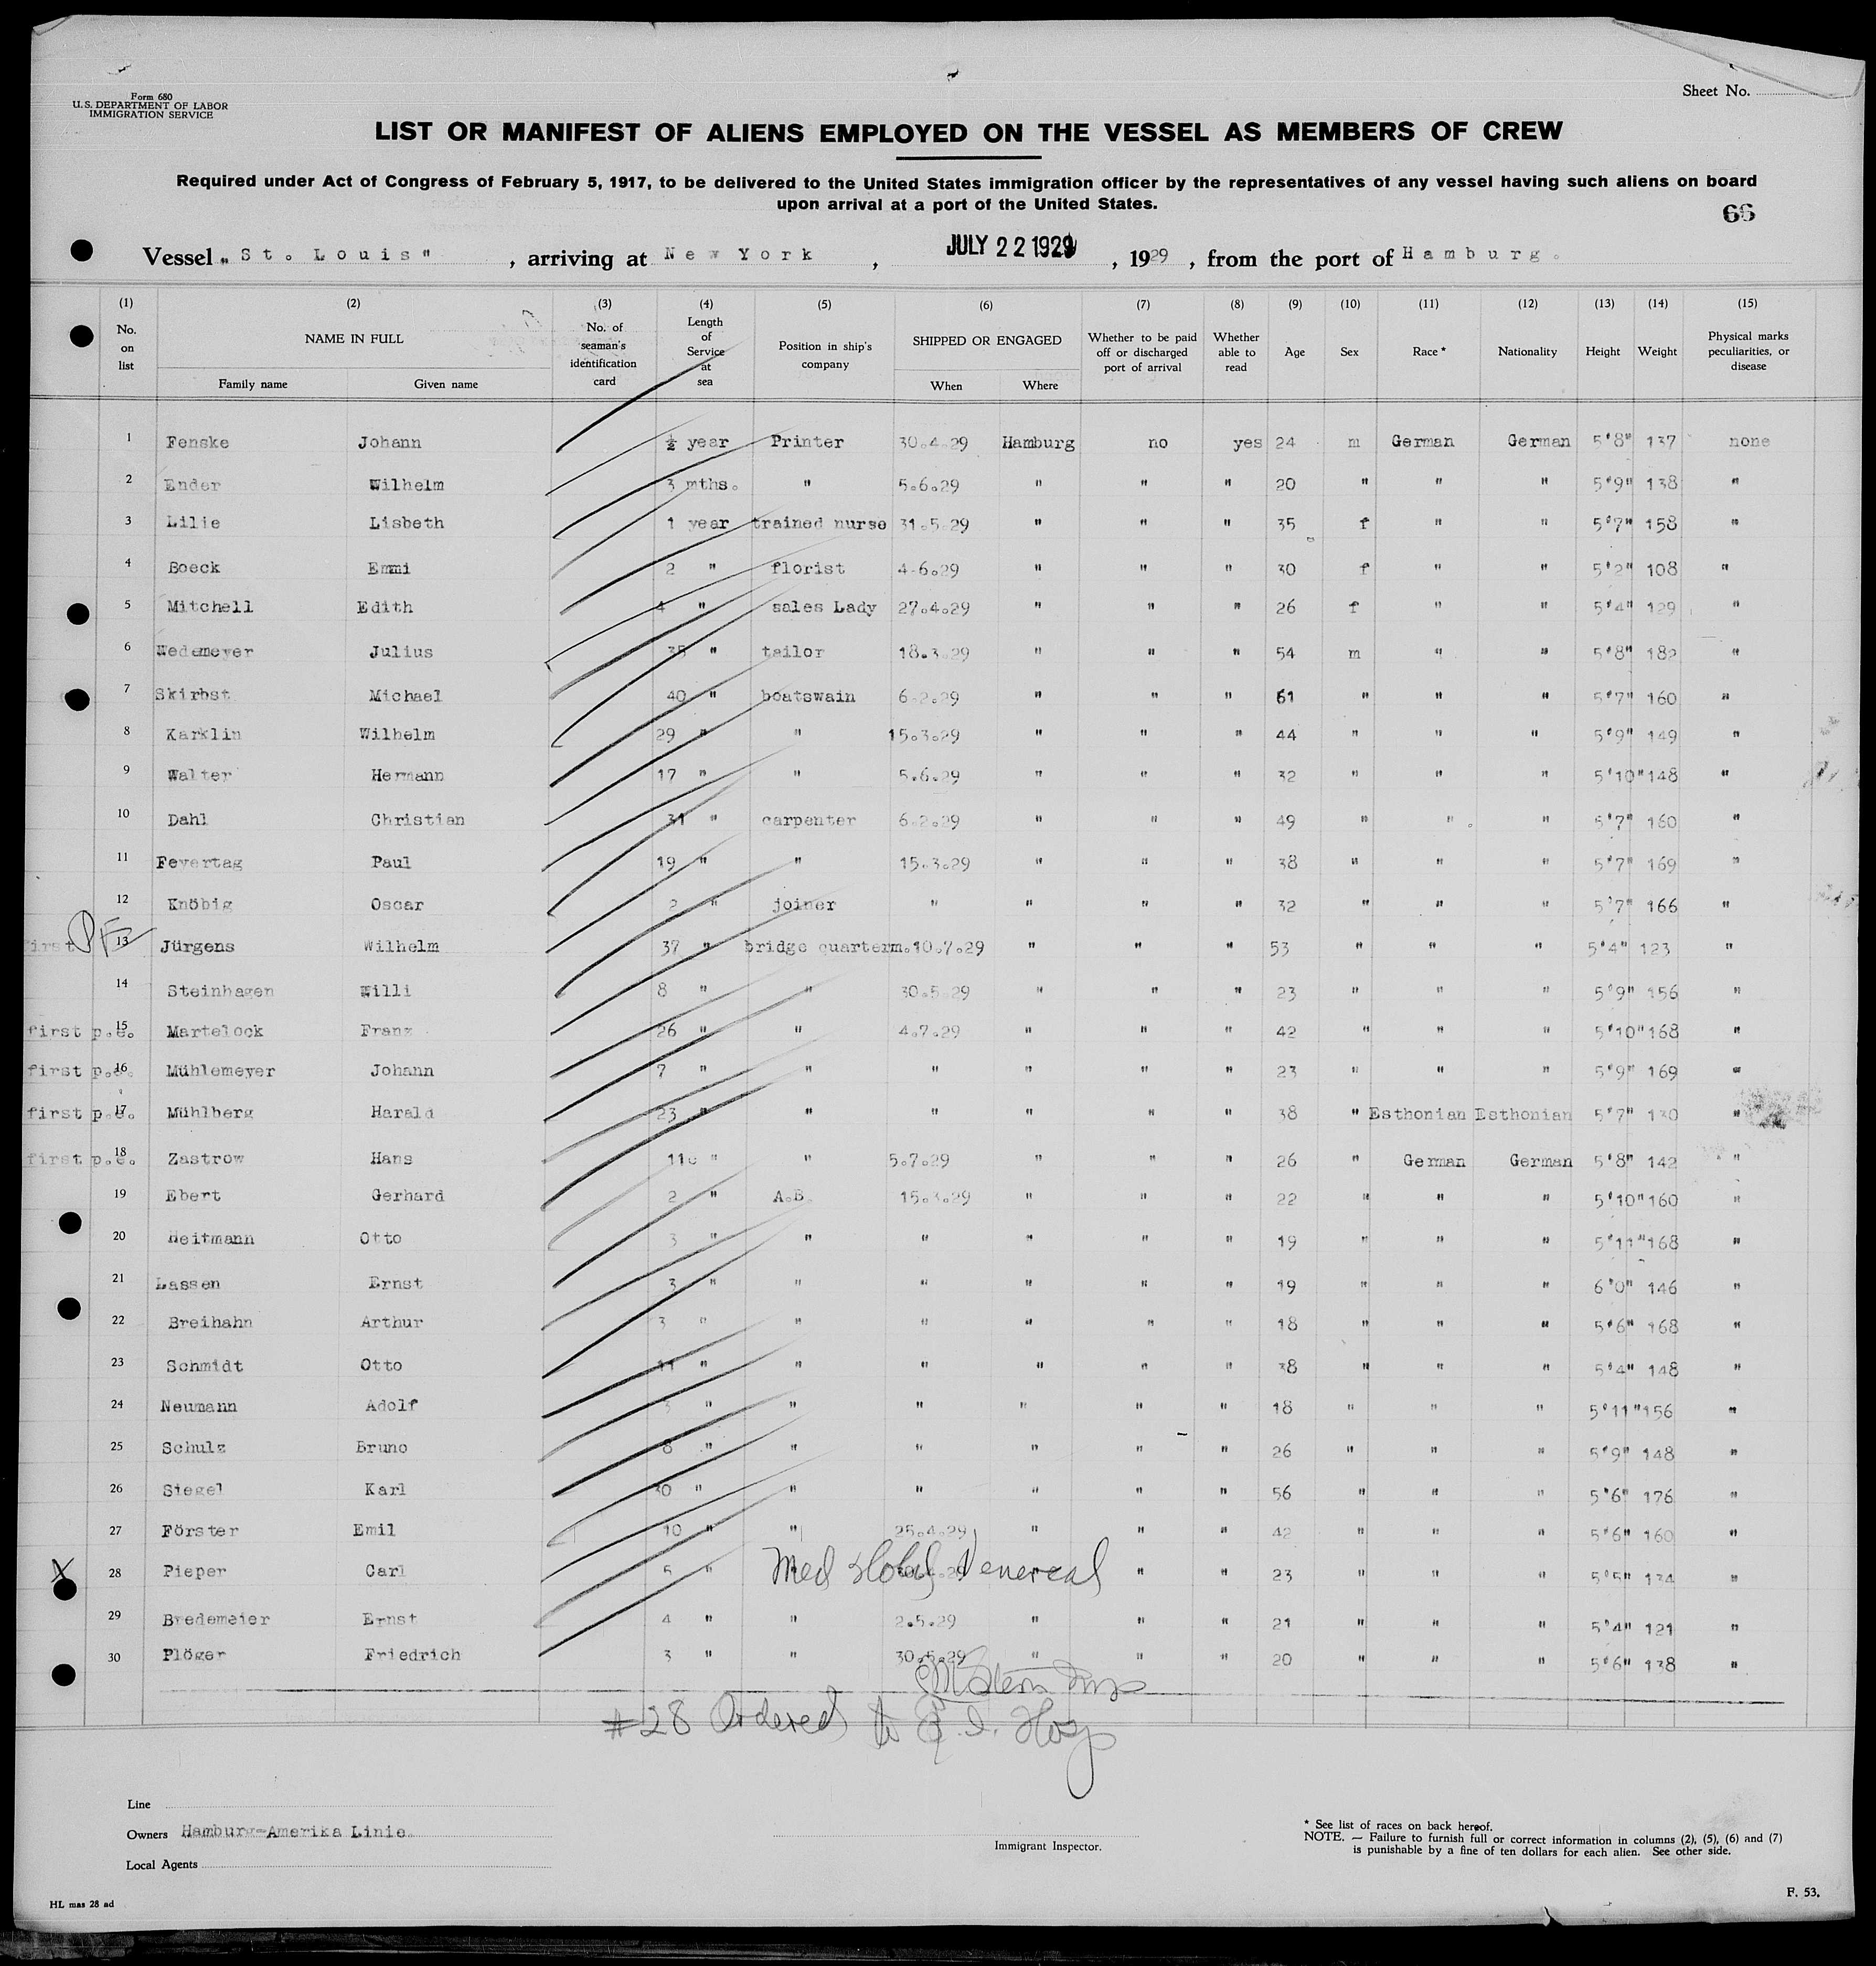 Form 680
U.S. DEPARTMENT OF LABOR
IMMIGRATION SERVICE
Sheet No.
LIST OR MANIFEST OF ALIENS EMPLOYED ON THE VESSEL AS MEMBERS OF CREW
Required under Act of Congress of February 5, 1917, to be delivered to the United States immigration officer by the representatives of any vessel having such aliens on board
upon arrival at a port of the United States.
66
Vessel "St. Louis" , arriving at New York , JULY 22 1929 , 1929 , from the port of Hamburg.
(1) (2) (3) (4) (5) (6) (7) (8) (9) (10) (11) (12) (13) (14) (15)
No. on list NAME IN FULL Family name Given name No. of seaman's identification card Length of Service at sea Position in ship's company SHIPPED OR ENGAGED When Where Whether to be paid off or discharged port of arrival Whether able to read Age Sex Race* Nationality Height Weight Physical marks peculiarities, or disease
1 Fenske Johann ½ year Printer 30.4.29 Hamburg no yes 24 m German German 5'8" 137 none
2 Ender Wilhelm 3 mths. " 5.6.29 " " " 20 " " " 5'9" 138 "
3 Lilie Lisbeth 1 year trained nurse 31.5.29 " " " 35 f " " 5'7" 158 "
4 Boeck Emmi 2 " florist 4.6.29 " " " 30 f " " 5'2" 108 "
5 Mitchell Edith 4 " sales Lady 27.4.29 " " " 26 f " " 5'4" 129 "
6 Wedemeyer Julius 35 " tailor 18.3.29 " " " 54 m " " 5'8" 182 "
7 Skirbst Michael 40 " boatswain 6.2.29 " " " 61 " " " 5'7" 160 "
8 Karklin Wilhelm 29 " " 15.3.29 " " " 44 " " " 5'9" 149 "
9 Walter Hermann 17 " " 5.6.29 " " " 32 " " " 5'10" 148 "
10 Dahl Christian 31 " carpenter 6.2.29 " " " 49 " " " 5'7" 160 "
11 Feyertag Paul 19 " " 15.3.29 " " " 38 " " " 5'7" 169 "
12 Knöbig Oscar 2 " joiner " " " " 32 " " " 5'7" 166 "
first PE 13 Jürgens Wilhelm 37 " bridge quarterm. 10.7.29 " " " 53 " " " 5'4" 123 "
14 Steinhagen Willi 8 " " 30.5.29 " " " 23 " " " 5'9" 156 "
first p.e. 15 Martelock Franz 26 " " 4.7.29 " " " 42 " " " 5'10" 168 "
first p.e. 16 Mühlemeyer Johann 7 " " " " " " 23 " " " 5'9" 169 "
first p.e. 17 Mühlberg Harald 23 " " " " " " 38 " Esthonian Esthonian 5'7" 130 "
first p.e. 18 Zastrow Hans 11 " " 5.7.29 " " " 26 " German German 5'8" 142 "
19 Ebert Gerhard 2 " A.B. 15.3.29 " " " 22 " " " 5'10" 160 "
20 Heitmann Otto 3 " " " " " " 19 " " " 5'11" 168 "
21 Lassen Ernst 3 " " " " " " 19 " " " 6'0" 146 "
22 Breihahn Arthur 3 " " " " " " 18 " " " 5'6" 168 "
23 Schmidt Otto 11 " " " " " " 38 " " " 5'4" 148 "
24 Neumann Adolf 3 " " " " " " 18 " " " 5'11" 156 "
25 Schulz Bruno 8 " " " " " " 26 " " " 5'9" 148 "
26 Siegel Karl 30 " " " " " " 56 " " " 5'6" 176 "
27 Förster Emil 10 " " 25.4.29 " " " 42 " " " 5'6" 160 "
X 28 Pieper Carl 5 " Med Hold Venereal " " 23 " " " 5'5" 134 "
29 Bredemeier Ernst 4 " " 2.5.29 " " " 21 " " " 5'4" 121 "
30 Plöger Friedrich 3 " " 30.5.29 " " " 20 " " " 5'6" 138 "
#28 Ordered to E.I. Hosp
Line
Owners Hamburg-Amerika Linie.
Local Agents
Immigrant Inspector.
* See list of races on back hereof.
NOTE. — Failure to furnish full or correct information in columns (2), (5), (6) and (7)
is punishable by a fine of ten dollars for each alien. See other side.
HL mas 28 ad
F. 53.